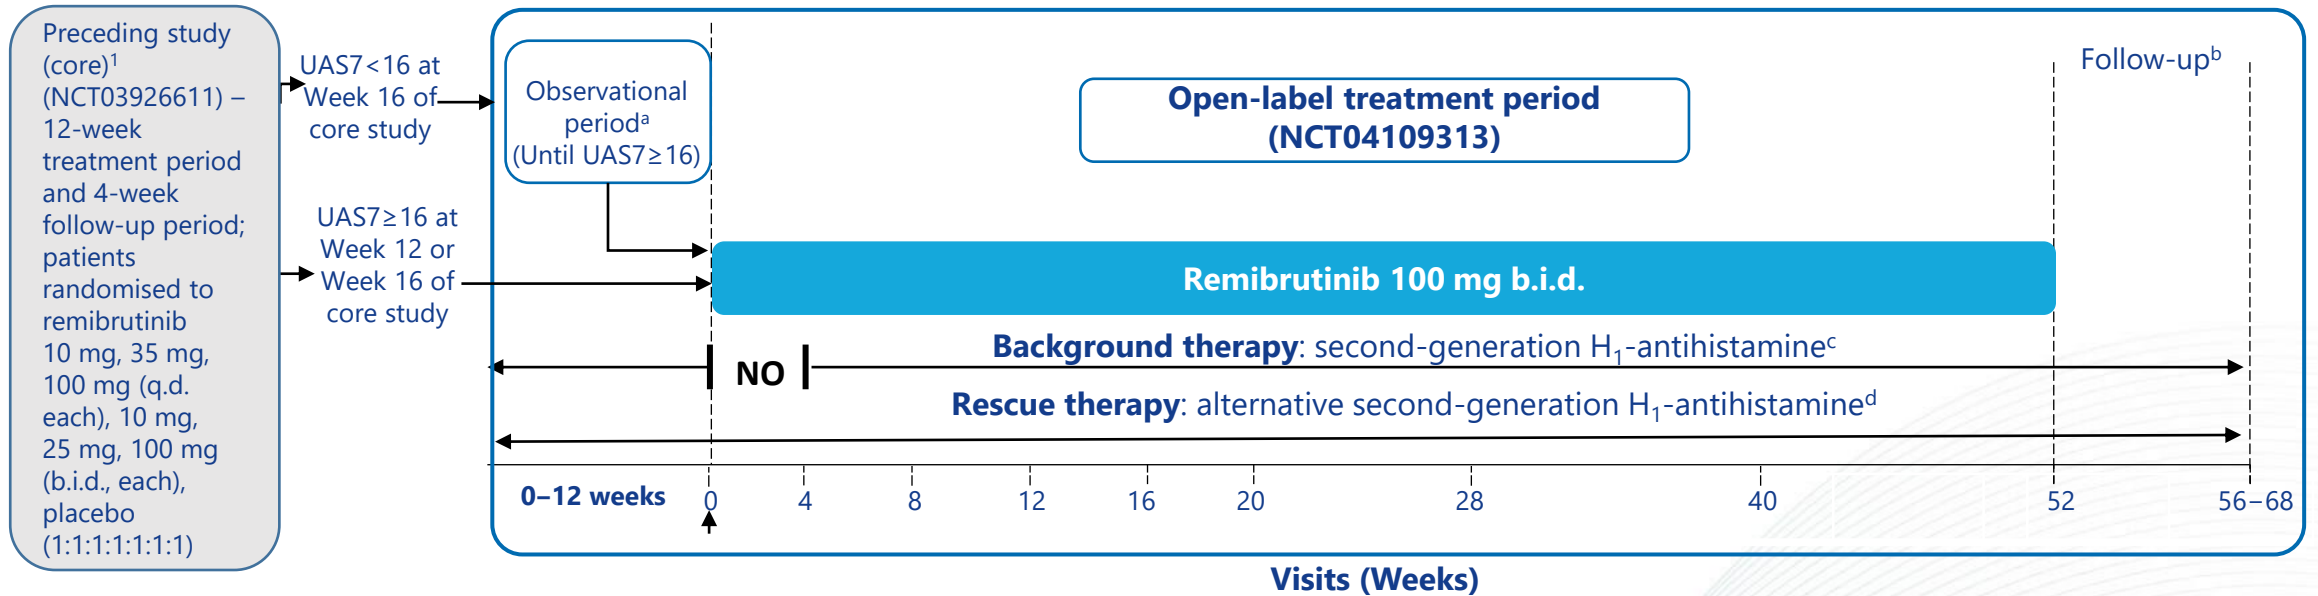 Preceding study
(core)¹
(NCT03926611) –
12-week
treatment period
and 4-week
follow-up period;
patients
randomised to
remibrutinib
10 mg, 35 mg,
100 mg (q.d.
each), 10 mg,
25 mg, 100 mg
(b.i.d., each),
placebo
(1:1:1:1:1:1:1)
UAS7<16 at
Week 16 of
core study
UAS7≥16 at
Week 12 or
Week 16 of
core study
Observational
periodᵃ
(Until UAS7≥16)
Open-label treatment period
(NCT04109313)
Follow-upᵇ
Remibrutinib 100 mg b.i.d.
Background therapy: second-generation H₁-antihistamineᶜ
NO
Rescue therapy: alternative second-generation H₁-antihistamineᵈ
0–12 weeks 0 4 8 12 16 20 28 40 52 56–68
Visits (Weeks)